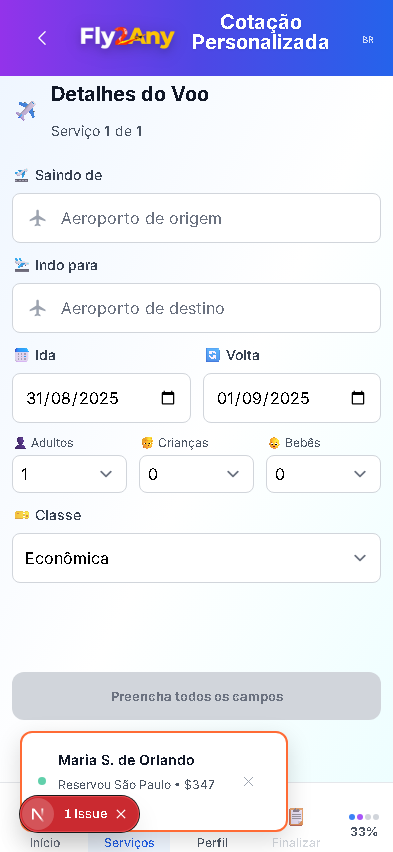 Fly2Any
Cotação
Personalizada
BR
Detalhes do Voo
Serviço 1 de 1
Saindo de
Aeroporto de origem
Indo para
Aeroporto de destino
Ida
Volta
31/08/2025
01/09/2025
Adultos
Crianças
Bebês
1
0
0
Classe
Econômica
Preencha todos os campos
Maria S. de Orlando
Reservou São Paulo • $347
N
1 Issue
Início
Serviços
Perfil
Finalizar
33%